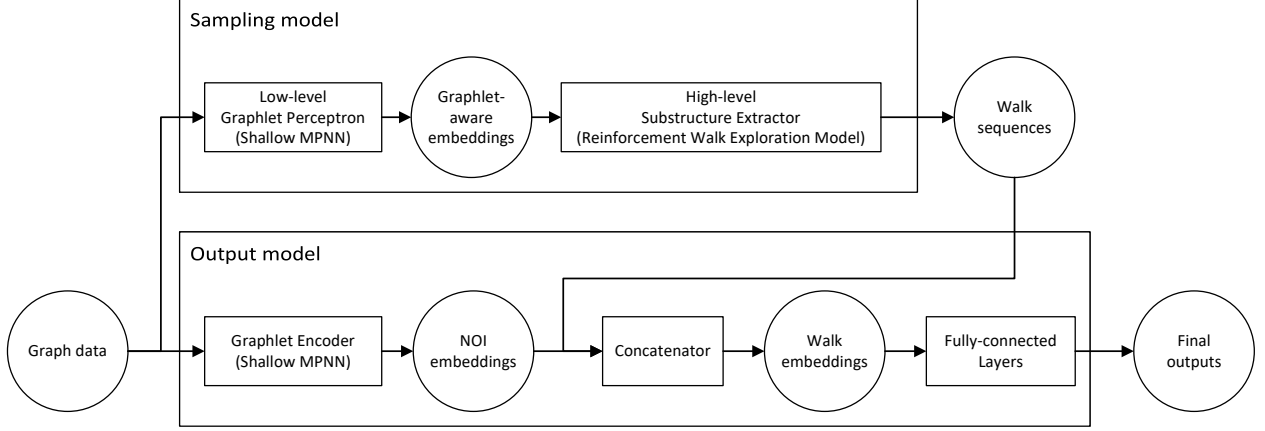 Sampling model
Low-level
Graphlet Perceptron
(Shallow MPNN)
Graphlet-
aware
embeddings
High-level
Substructure Extractor
(Reinforcement Walk Exploration Model)
Walk
sequences
Output model
Graph data
Graphlet Encoder
(Shallow MPNN)
NOI
embeddings
Concatenator
Walk
embeddings
Fully-connected
Layers
Final
outputs